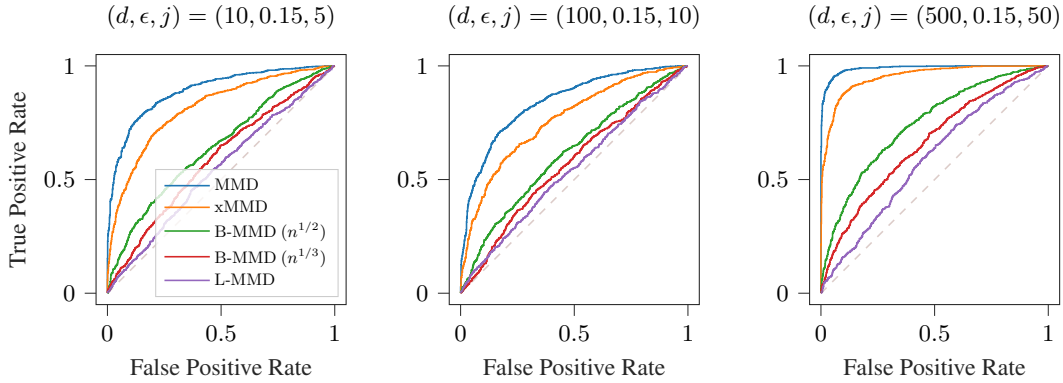 (d, ϵ, j) = (10, 0.15, 5)
(d, ϵ, j) = (100, 0.15, 10)
(d, ϵ, j) = (500, 0.15, 50)
True Positive Rate
1
0.5
0
0
0.5
1
False Positive Rate
MMD
xMMD
B-MMD (n^{1/2})
B-MMD (n^{1/3})
L-MMD
1
0.5
0
0
0.5
1
False Positive Rate
1
0.5
0
0
0.5
1
False Positive Rate